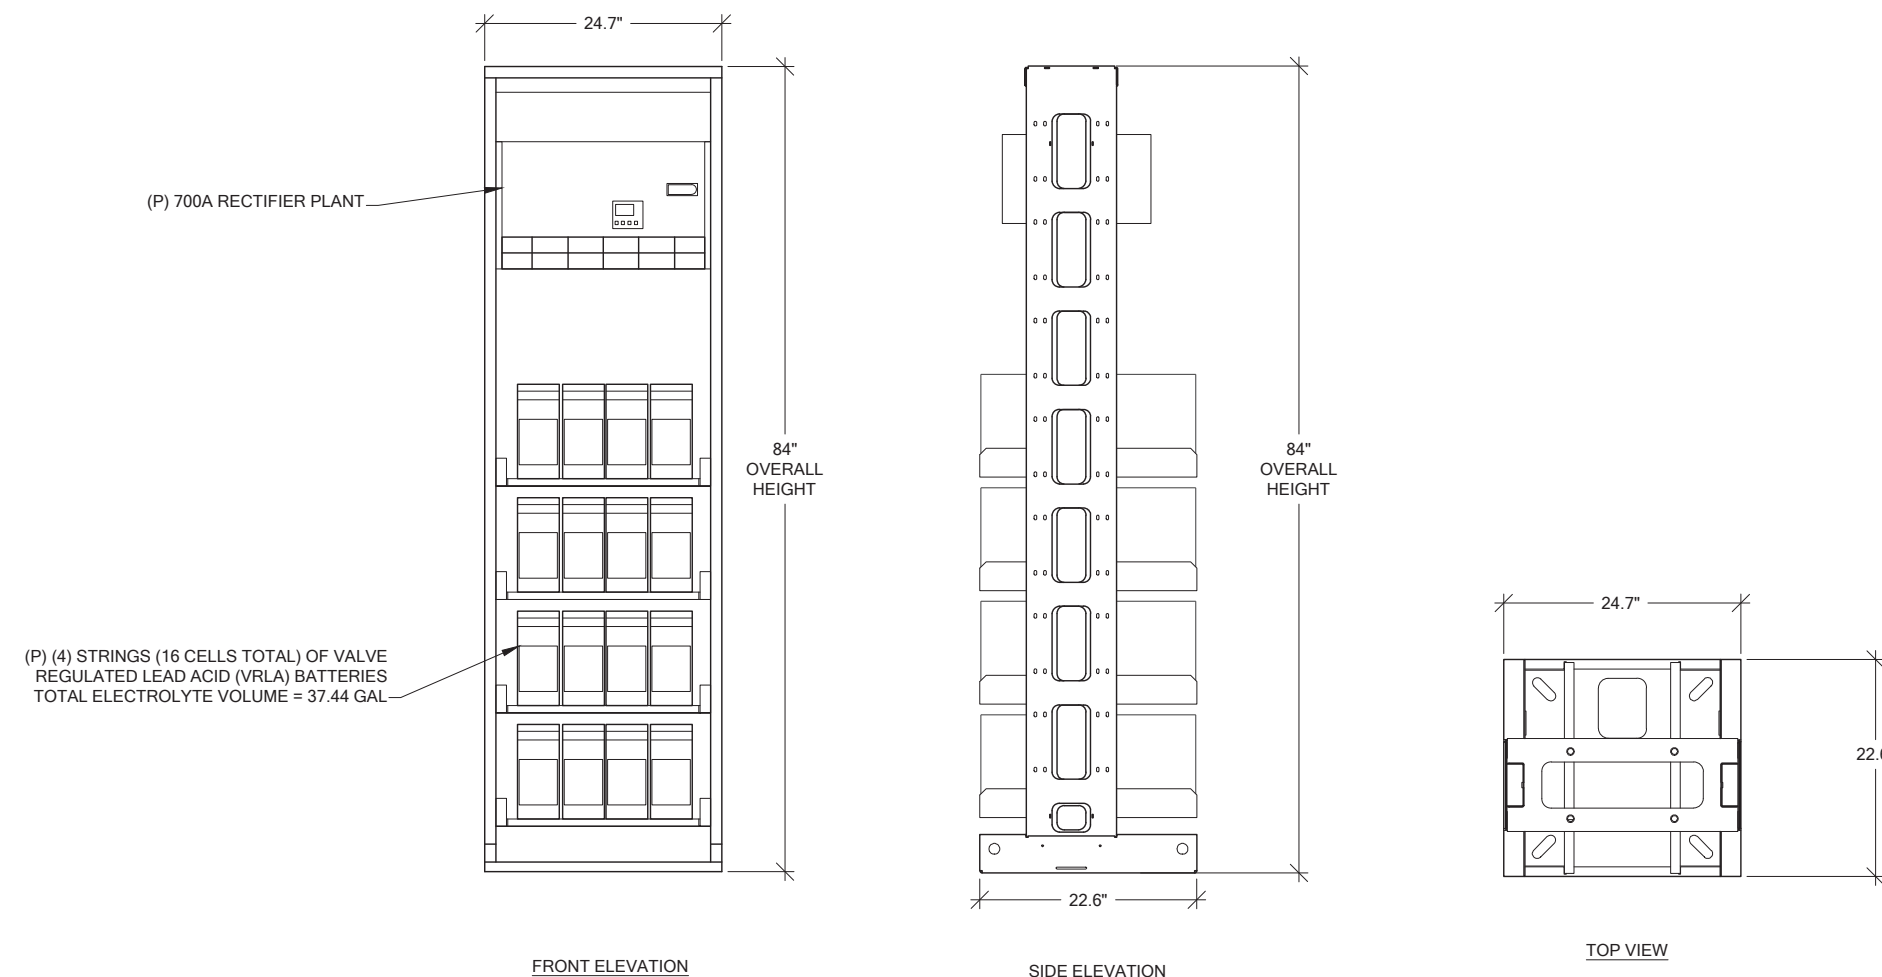 24.7"
(P) 700A RECTIFIER PLANT
84"
OVERALL
HEIGHT
(P) (4) STRINGS (16 CELLS TOTAL) OF VALVE
REGULATED LEAD ACID (VRLA) BATTERIES
TOTAL ELECTROLYTE VOLUME = 37.44 GAL
FRONT ELEVATION
84"
OVERALL
HEIGHT
22.6"
SIDE ELEVATION
24.7"
TOP VIEW